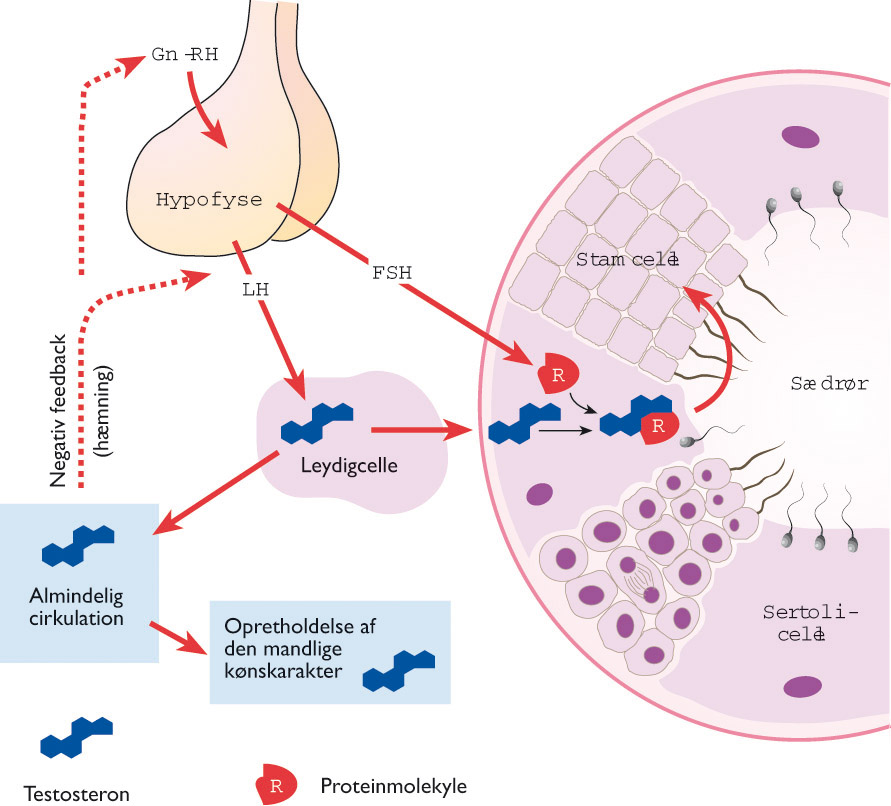 Gn-RH
Hypofyse
LH
FSH
Stamcelle
R
Sædrør
R
Negativ feedback
(hæmning)
Leydigcelle
Almindelig
cirkulation
Opretholdelse af
den mandlige
kønskarakter
Sertoli-
celle
Testosteron
R
Proteinmolekyle